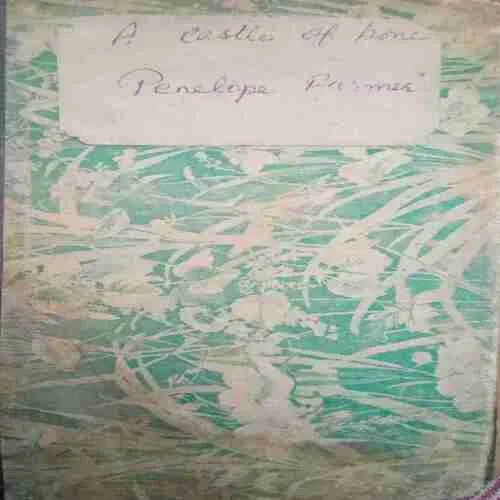 A castle of bone
Penelope Farmer